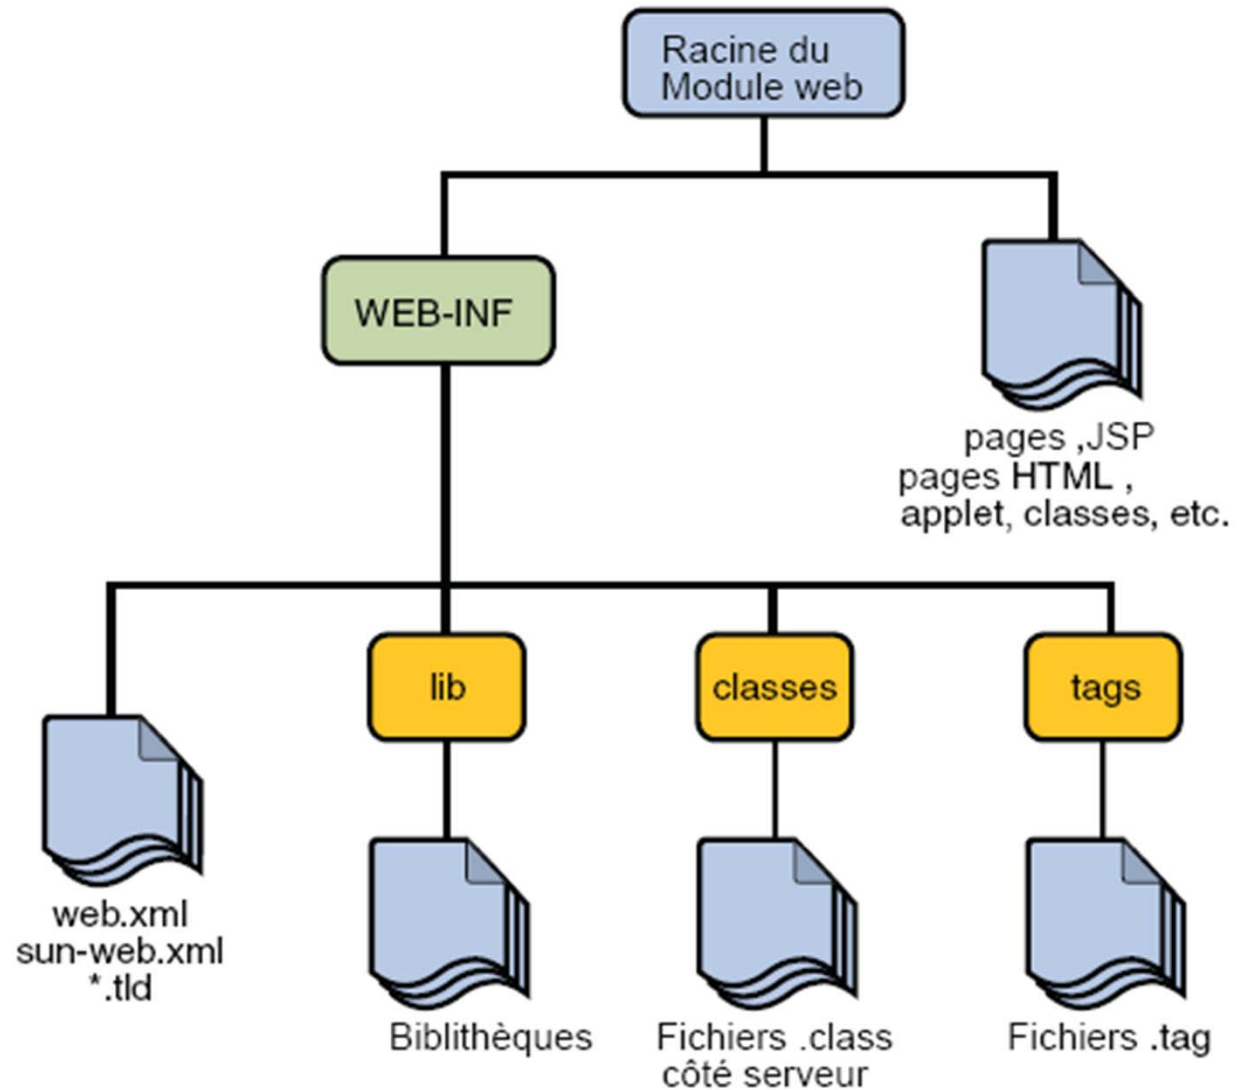 Racine du
Module web
WEB-INF
pages ,JSP
pages HTML ,
applet, classes, etc.
lib
classes
tags
web.xml
sun-web.xml
*.tld
Biblithèques
Fichiers .class
côté serveur
Fichiers .tag